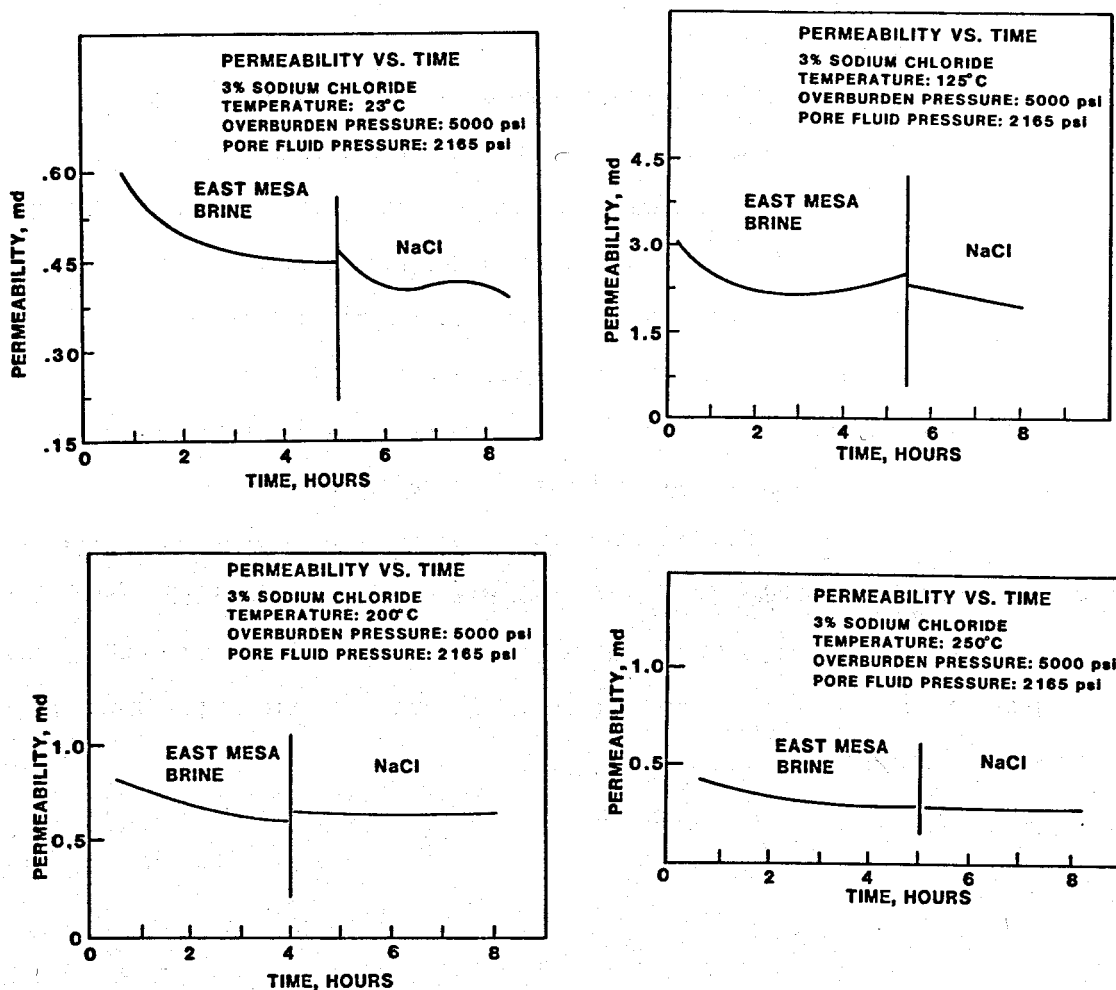 PERMEABILITY VS. TIME
3% SODIUM CHLORIDE
TEMPERATURE: 23°C
OVERBURDEN PRESSURE: 5000 psi
PORE FLUID PRESSURE: 2165 psi
EAST MESA
BRINE
NaCl
PERMEABILITY, md
.60
.45
.30
.15
0
2
4
6
8
TIME, HOURS
PERMEABILITY VS. TIME
3% SODIUM CHLORIDE
TEMPERATURE: 125°C
OVERBURDEN PRESSURE: 5000 psi
PORE FLUID PRESSURE: 2165 psi
EAST MESA
BRINE
NaCl
PERMEABILITY, md
4.5
3.0
1.5
0
0
2
4
6
8
TIME, HOURS
PERMEABILITY VS. TIME
3% SODIUM CHLORIDE
TEMPERATURE: 200°C
OVERBURDEN PRESSURE: 5000 psi
PORE FLUID PRESSURE: 2165 psi
EAST MESA
BRINE
NaCl
PERMEABILITY, md
1.0
0.5
0
0
2
4
6
8
TIME, HOURS
PERMEABILITY VS. TIME
3% SODIUM CHLORIDE
TEMPERATURE: 250°C
OVERBURDEN PRESSURE: 5000 psi
PORE FLUID PRESSURE: 2165 psi
EAST MESA
BRINE
NaCl
PERMEABILITY, md
1.0
0.5
0
2
4
6
8
TIME, HOURS